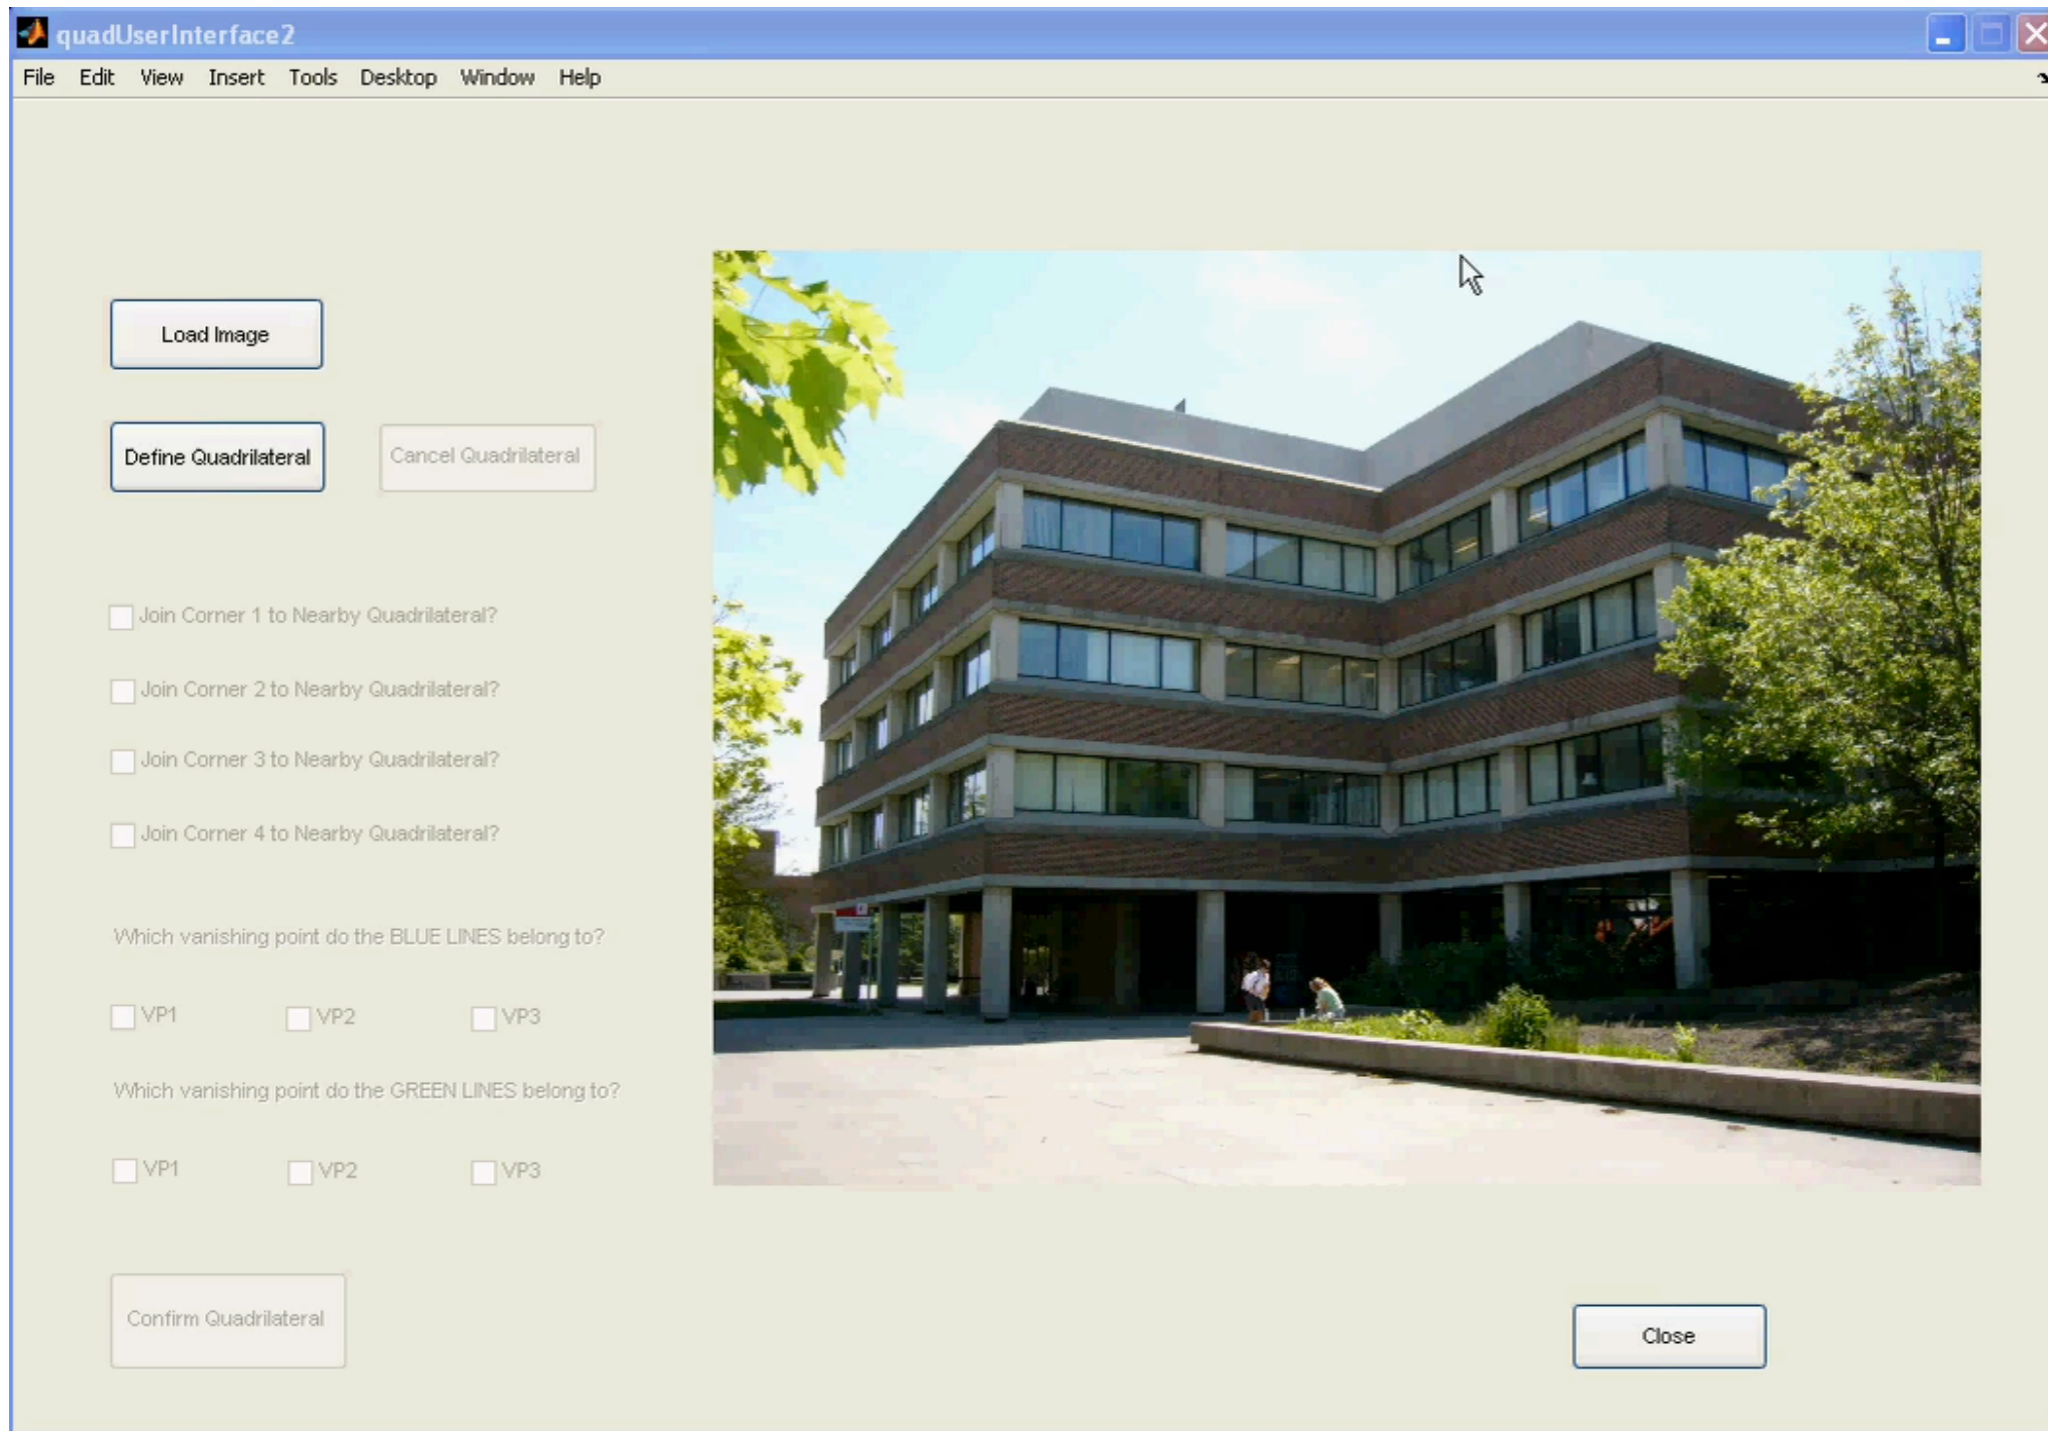 quadUserInterface2
File Edit View Insert Tools Desktop Window Help
Load Image
Define Quadrilateral Cancel Quadrilateral
Join Corner 1 to Nearby Quadrilateral?
Join Corner 2 to Nearby Quadrilateral?
Join Corner 3 to Nearby Quadrilateral?
Join Corner 4 to Nearby Quadrilateral?
Which vanishing point do the BLUE LINES belong to?
VP1 VP2 VP3
Which vanishing point do the GREEN LINES belong to?
VP1 VP2 VP3
Confirm Quadrilateral
Close